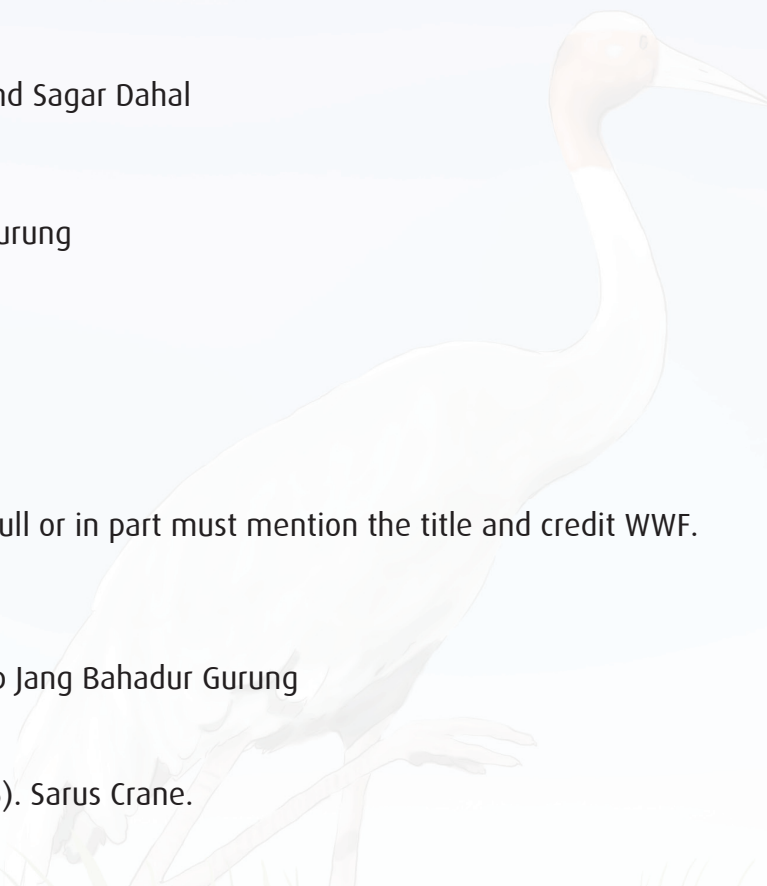 nd Sagar Dahal
urung
ull or in part must mention the title and credit WWF.
Jang Bahadur Gurung
). Sarus Crane.